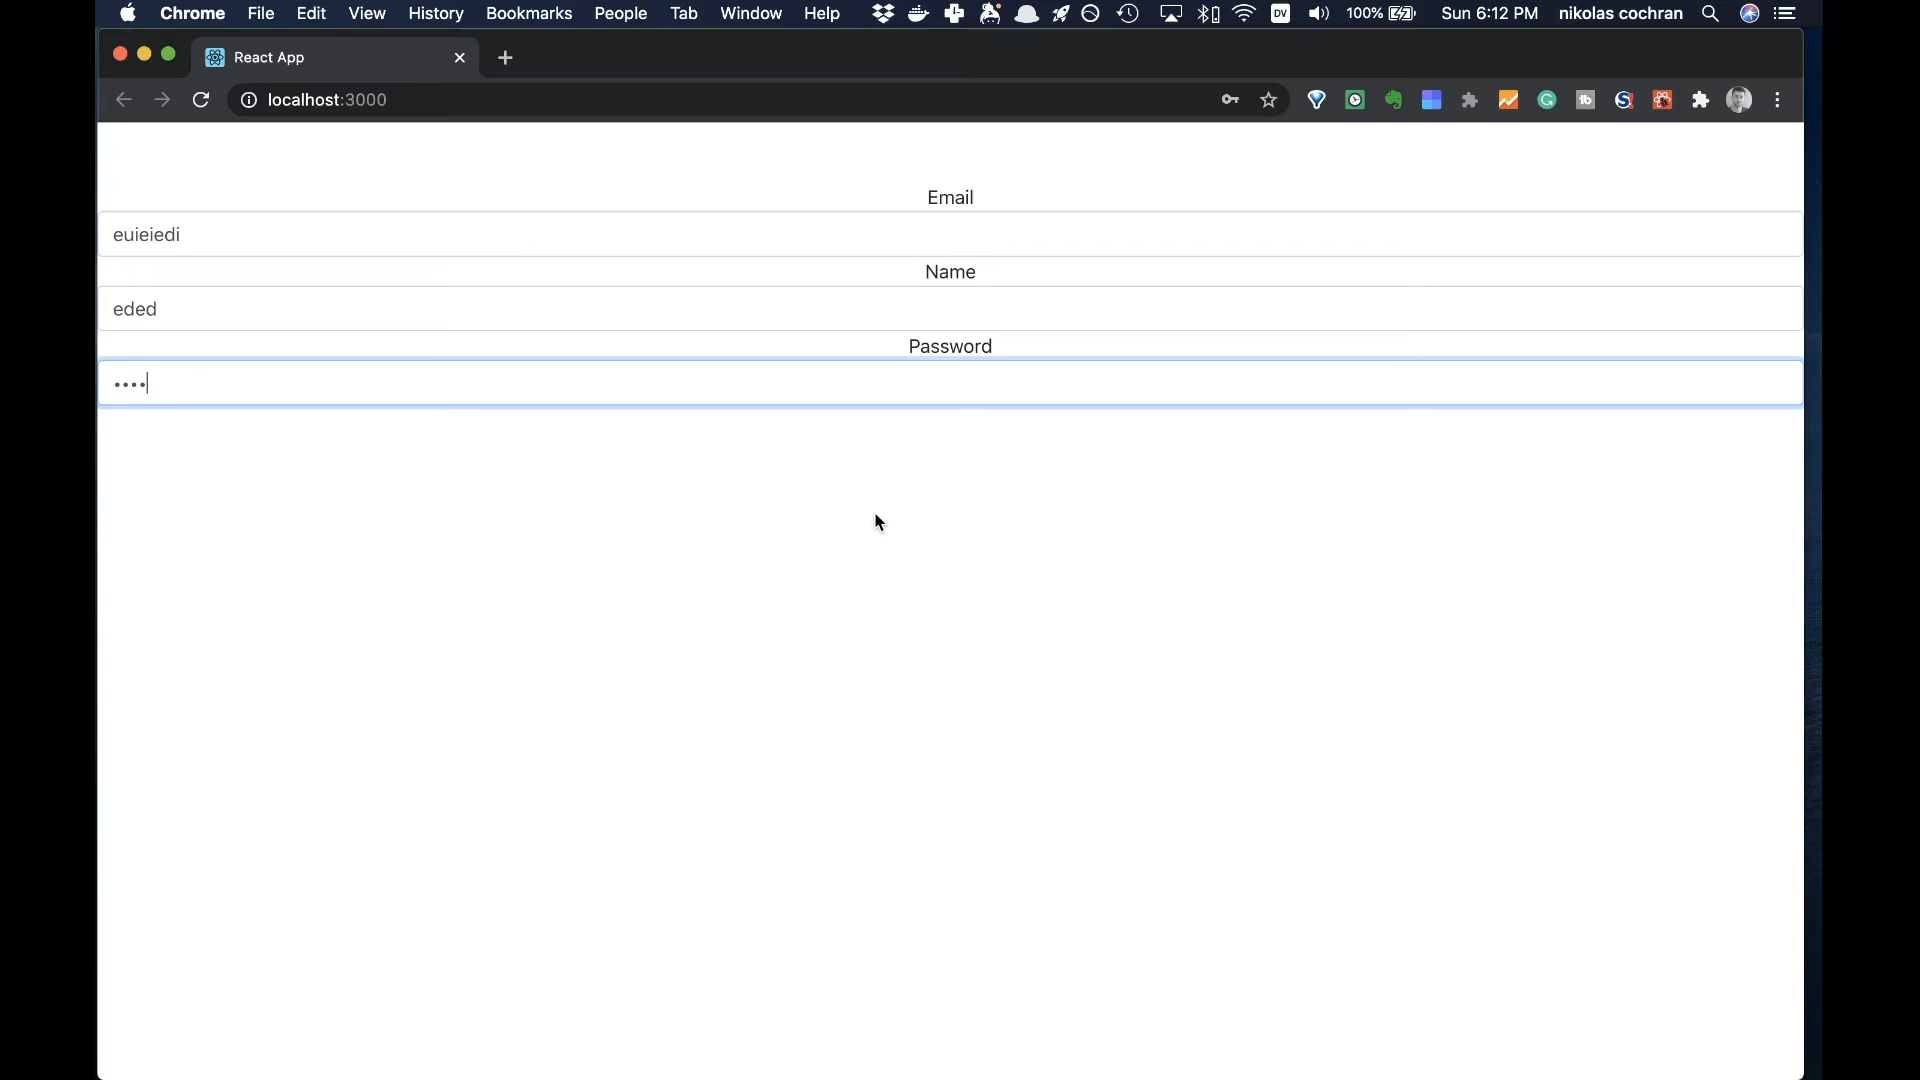 Chrome File Edit View History Bookmarks People Tab Window Help DV 100% Sun 6:12 PM nikolas cochran
React App
localhost:3000
Email
euieiedi
Name
eded
Password
••••